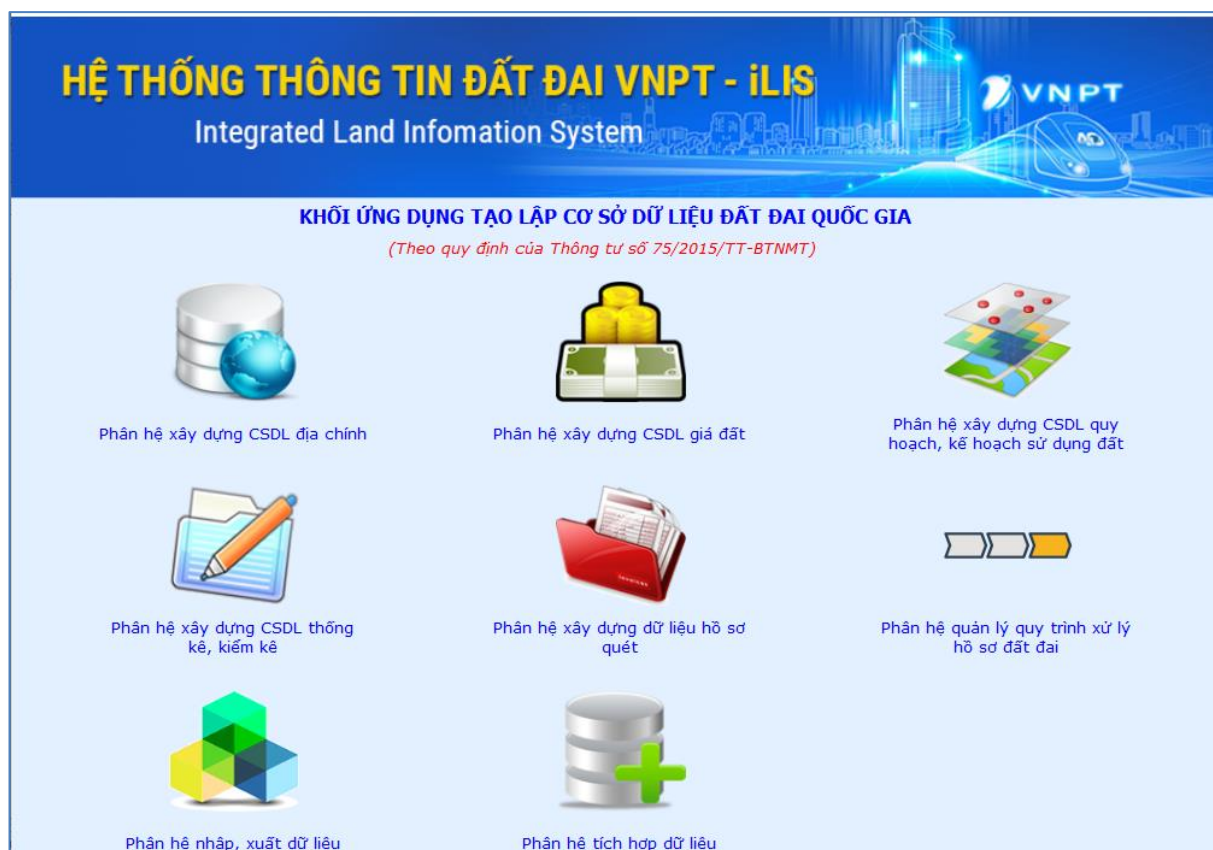 HỆ THỐNG THÔNG TIN ĐẤT ĐAI VNPT - iLIS
VNPT
Integrated Land Infomation System
KHỐI ỨNG DỤNG TẠO LẬP CƠ SỞ DỮ LIỆU ĐẤT ĐAI QUỐC GIA
(Theo quy định của Thông tư số 75/2015/TT-BTNMT)
Phân hệ xây dựng CSDL địa chính
Phân hệ xây dựng CSDL giá đất
Phân hệ xây dựng CSDL quy
hoạch, kế hoạch sử dụng đất
Phân hệ xây dựng CSDL thống
kê, kiểm kê
Phân hệ xây dựng dữ liệu hồ sơ
quét
Phân hệ quản lý quy trình xử lý
hồ sơ đất đai
Phân hệ nhập, xuất dữ liệu
Phân hệ tích hợp dữ liệu